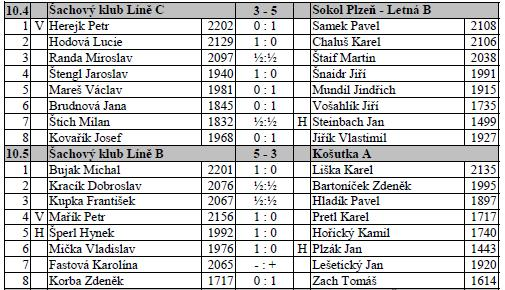 10.4 Šachový klub Líně C 3 - 5 Sokol Plzeň - Letná B
1 V Herejk Petr 2202 0 : 1 Samek Pavel 2108
2 Hodová Lucie 2129 1 : 0 Chaluš Karel 2106
3 Randa Miroslav 2097 ½:½ Štaif Martin 2038
4 Štengl Jaroslav 1940 1 : 0 Šnaidr Jiří 1991
5 Mareš Václav 1981 0 : 1 Mundil Jindřich 1915
6 Brudnova Jana 1845 0 : 1 Vošahlík Jiří 1735
7 Štich Milan 1832 ½:½ H Steinbach Jan 1499
8 Kovařík Josef 1968 0 : 1 Jiřík Vlastimil 1927
10.5 Šachový klub Líně B 5 - 3 Košutka A
1 Bujak Michal 2201 1 : 0 Liška Karel 2135
2 Kracík Dobroslav 2076 ½:½ Bartoníček Zdeněk 1995
3 Kupka František 2067 ½:½ Hladík Pavel 1897
4 V Mařík Petr 2156 1 : 0 Pretl Karel 1717
5 H Šperl Hynek 1992 1 : 0 Hořický Kamil 1740
6 Mička Vladislav 1976 1 : 0 H Plzák Jan 1443
7 Fastová Karolína 2065 - : + Lešetický Jan 1920
8 Korba Zdeněk 1717 0 : 1 Zach Tomáš 1614